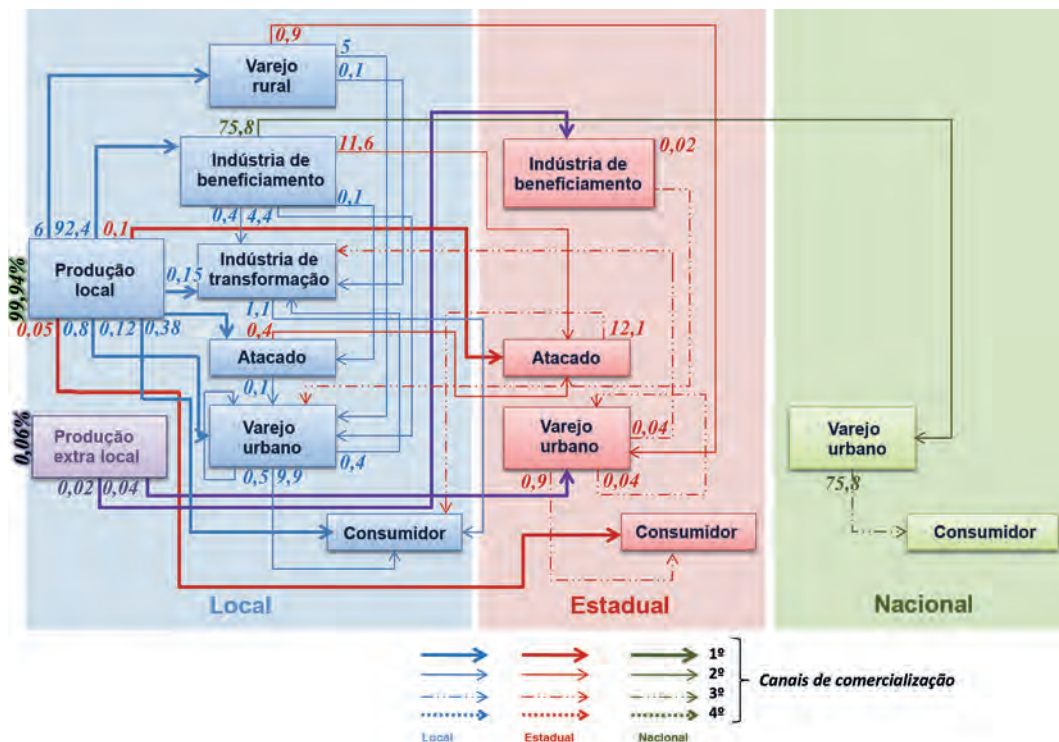 0,9
5
0,1
Varejo
rural
75,8
11,6
0,02
Indústria de
beneficiamento
Indústria de
beneficiamento
0,1
0,4
4,4
6
92,4
0,1
Produção
local
99,94%
0,15
Indústria de
transformação
0,05
0,8
0,12
0,38
1,1
0,4
12,1
Atacado
Atacado
0,1
0,06%
Produção
extra local
Varejo
urbano
Varejo
urbano
0,04
Varejo
urbano
0,02
0,04
0,5
9,9
0,4
0,9
0,04
75,8
Consumidor
Consumidor
Consumidor
Local
Estadual
Nacional
1º
2º
3º
4º
Canais de comercialização
Local
Estadual
Nacional